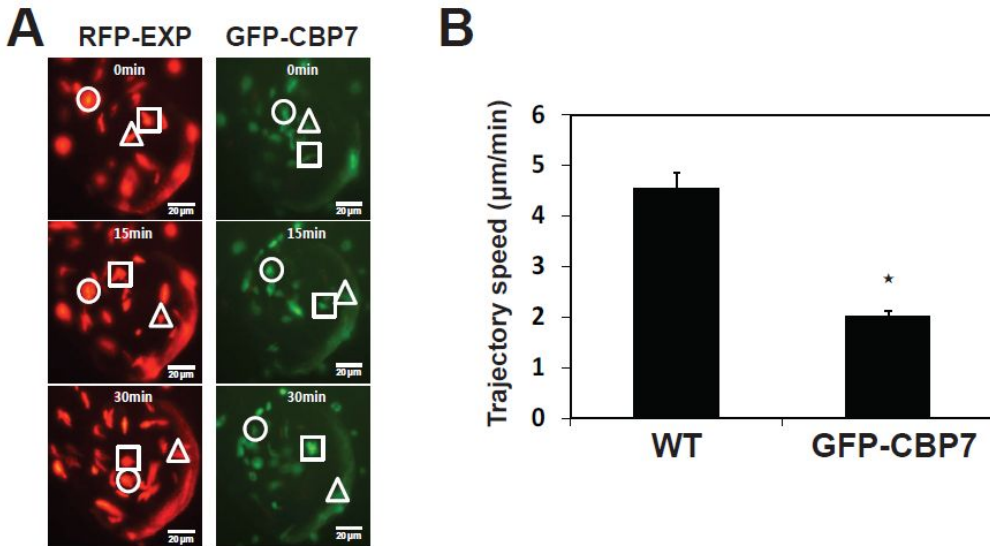 A
RFP-EXP
GFP-CBP7
0min
20 µm
0min
20 µm
15min
20 µm
15min
20 µm
30min
20 µm
30min
20 µm
B
Trajectory speed (µm/min)
6
5
4
3
2
1
0
★
WT
GFP-CBP7